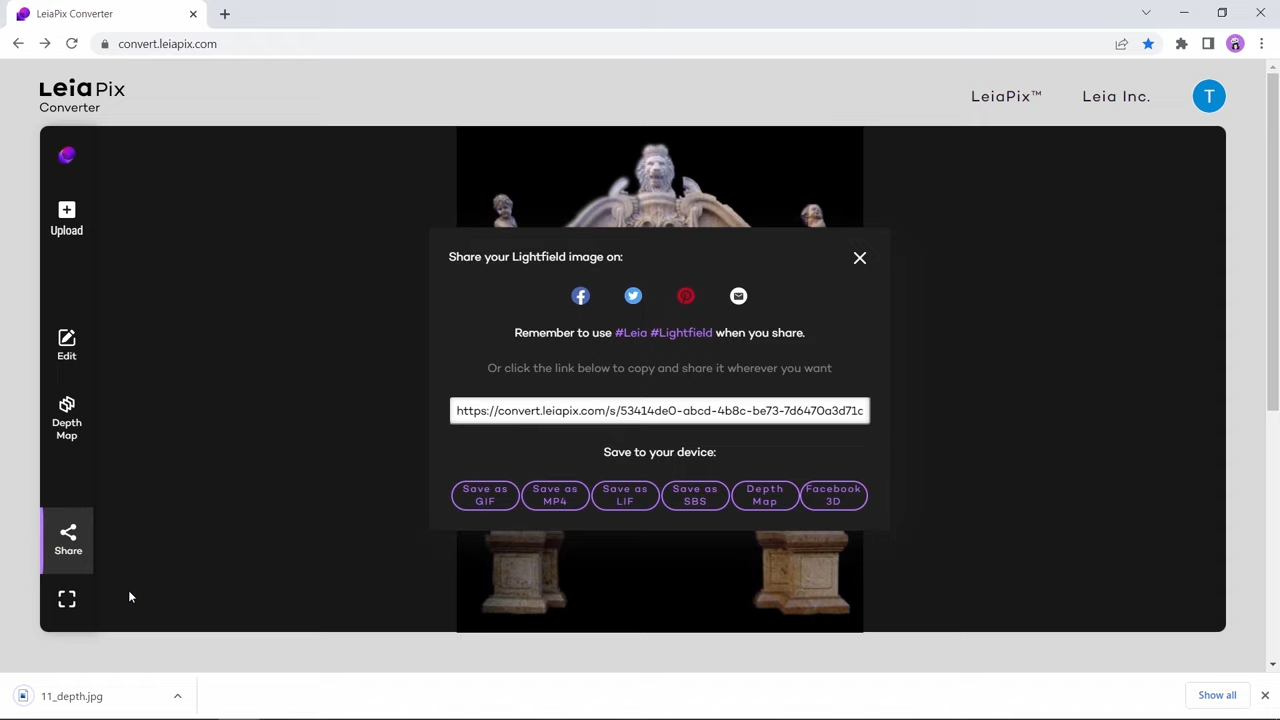 LeiaPix Converter
convert.leiapix.com
LeiaPix
Converter
LeiaPix™
Leia Inc.
T
Upload
Edit
Depth
Map
Share
Share your Lightfield image on:
Remember to use #Leia #Lightfield when you share.
Or click the link below to copy and share it wherever you want
https://convert.leiapix.com/s/53414de0-abcd-4b8c-be73-7d6470a3d71c
Save to your device:
Save as
GIF
Save as
MP4
Save as
LIF
Save as
SBS
Depth
Map
Facebook
3D
11_depth.jpg
Show all